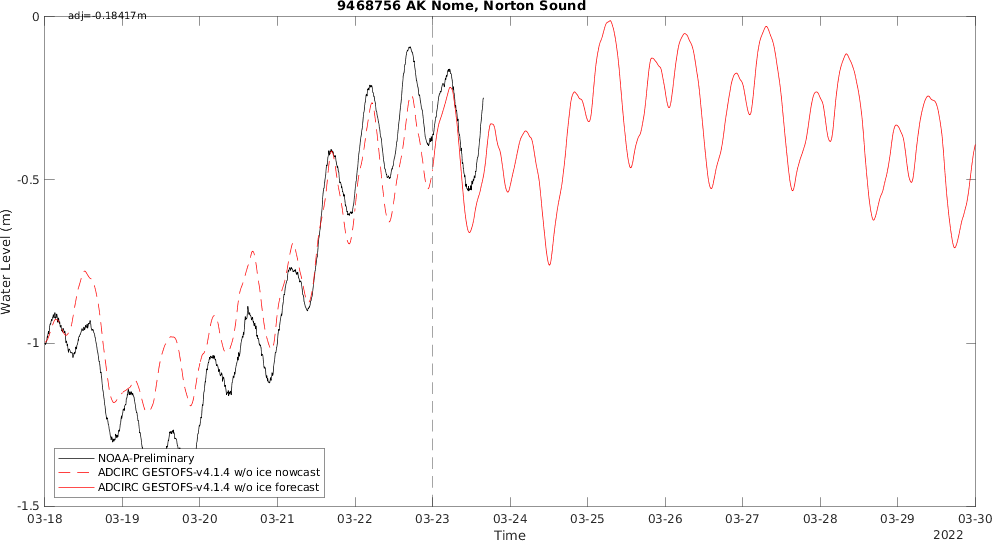 9468756 AK Nome, Norton Sound
adj=-0.18417m
0
-0.5
-1
-1.5
Water Level (m)
NOAA-Preliminary
ADCIRC GESTOFS-v4.1.4 w/o ice nowcast
ADCIRC GESTOFS-v4.1.4 w/o ice forecast
03-18 03-19 03-20 03-21 03-22 03-23 03-24 03-25 03-26 03-27 03-28 03-29 03-30
Time
2022